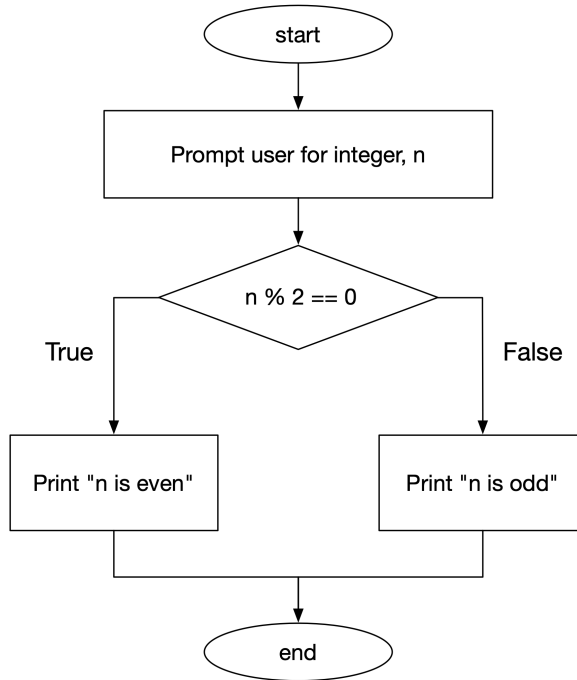 start
Prompt user for integer, n
n % 2 == 0
True
False
Print "n is even"
Print "n is odd"
end